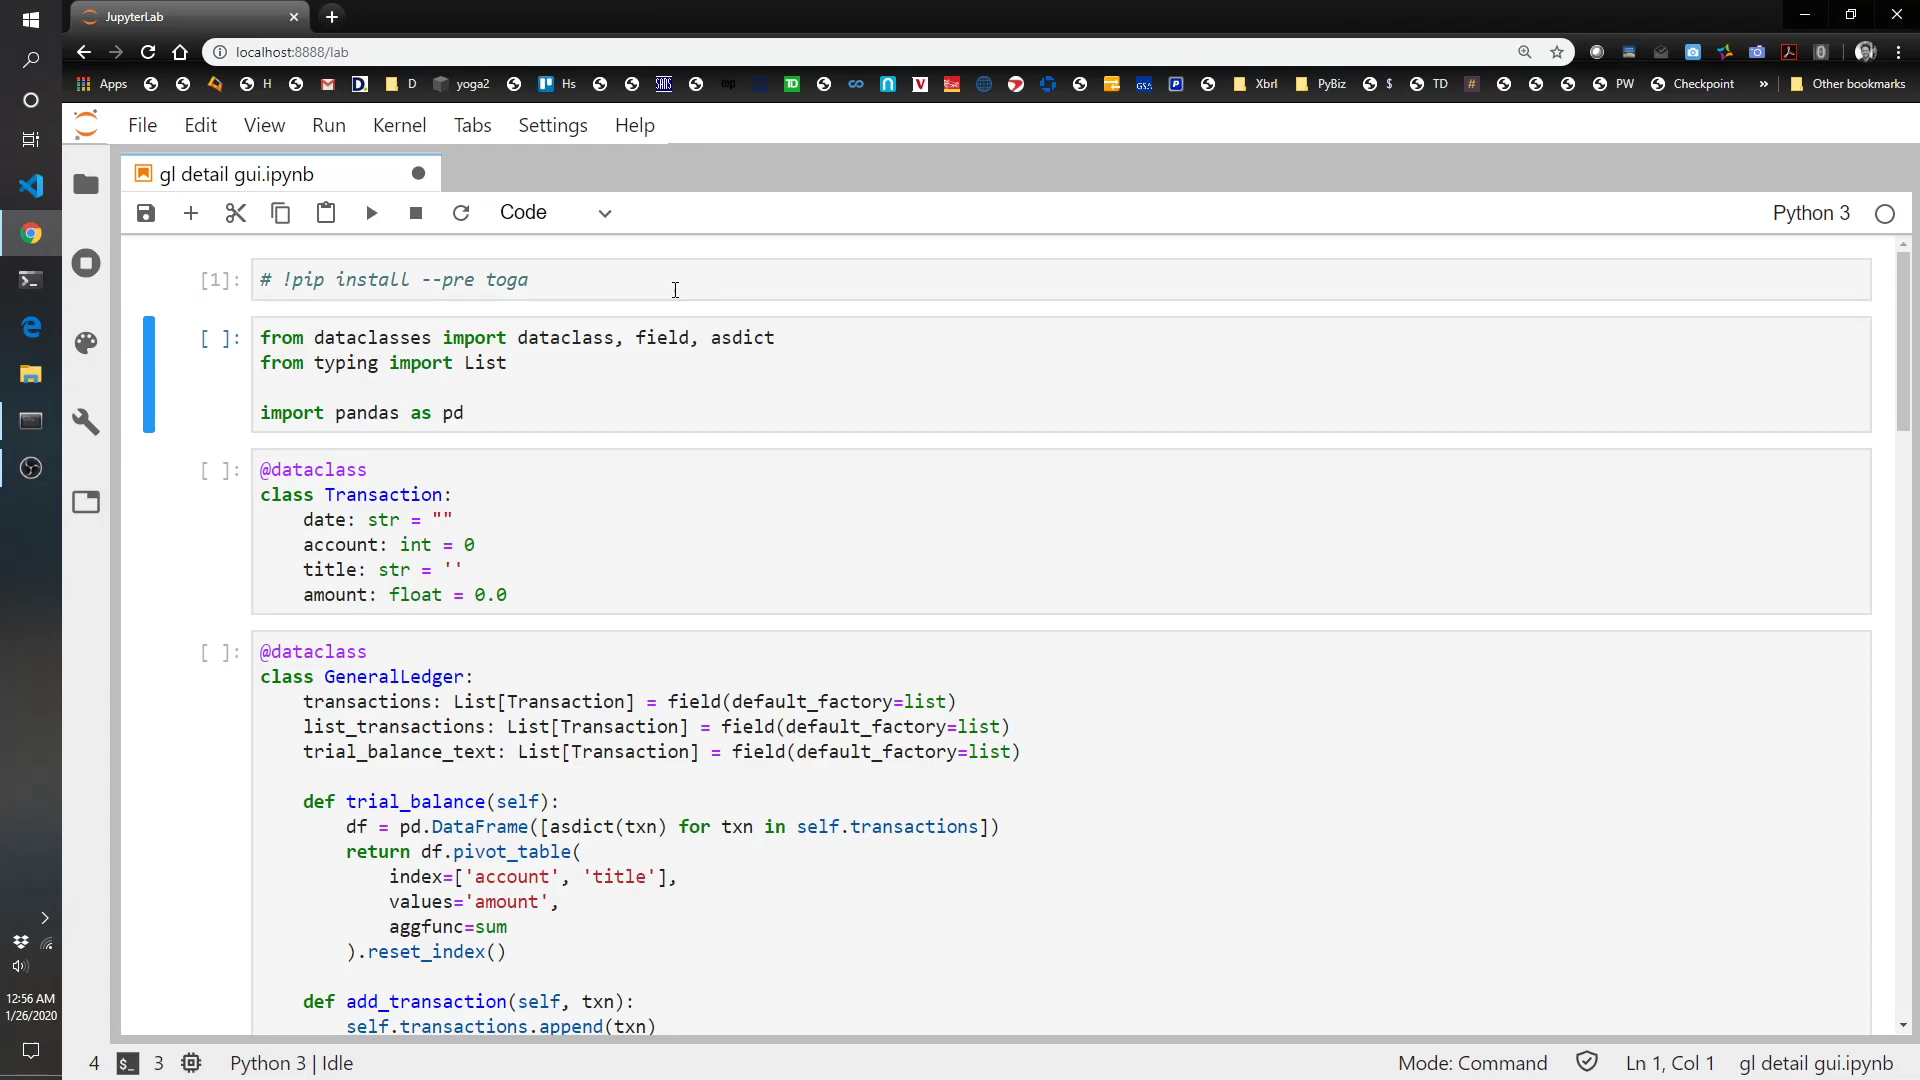 JupyterLab
localhost:8888/lab
Apps
H
D
yoga2
Hs
SANS
TD
GSA
Xbrl
PyBiz
$
TD
#
PW
Checkpoint
»
Other bookmarks
File Edit View Run Kernel Tabs Settings Help
gl detail gui.ipynb
Code
Python 3
[1]: # !pip install --pre toga
[ ]: from dataclasses import dataclass, field, asdict
from typing import List
import pandas as pd
[ ]: @dataclass
class Transaction:
date: str = ""
account: int = 0
title: str = ''
amount: float = 0.0
[ ]: @dataclass
class GeneralLedger:
transactions: List[Transaction] = field(default_factory=list)
list_transactions: List[Transaction] = field(default_factory=list)
trial_balance_text: List[Transaction] = field(default_factory=list)
def trial_balance(self):
df = pd.DataFrame([asdict(txn) for txn in self.transactions])
return df.pivot_table(
index=['account', 'title'],
values='amount',
aggfunc=sum
).reset_index()
def add_transaction(self, txn):
self.transactions.append(txn)
12:56 AM
1/26/2020
4 $_ 3 Python 3 | Idle
Mode: Command Ln 1, Col 1 gl detail gui.ipynb